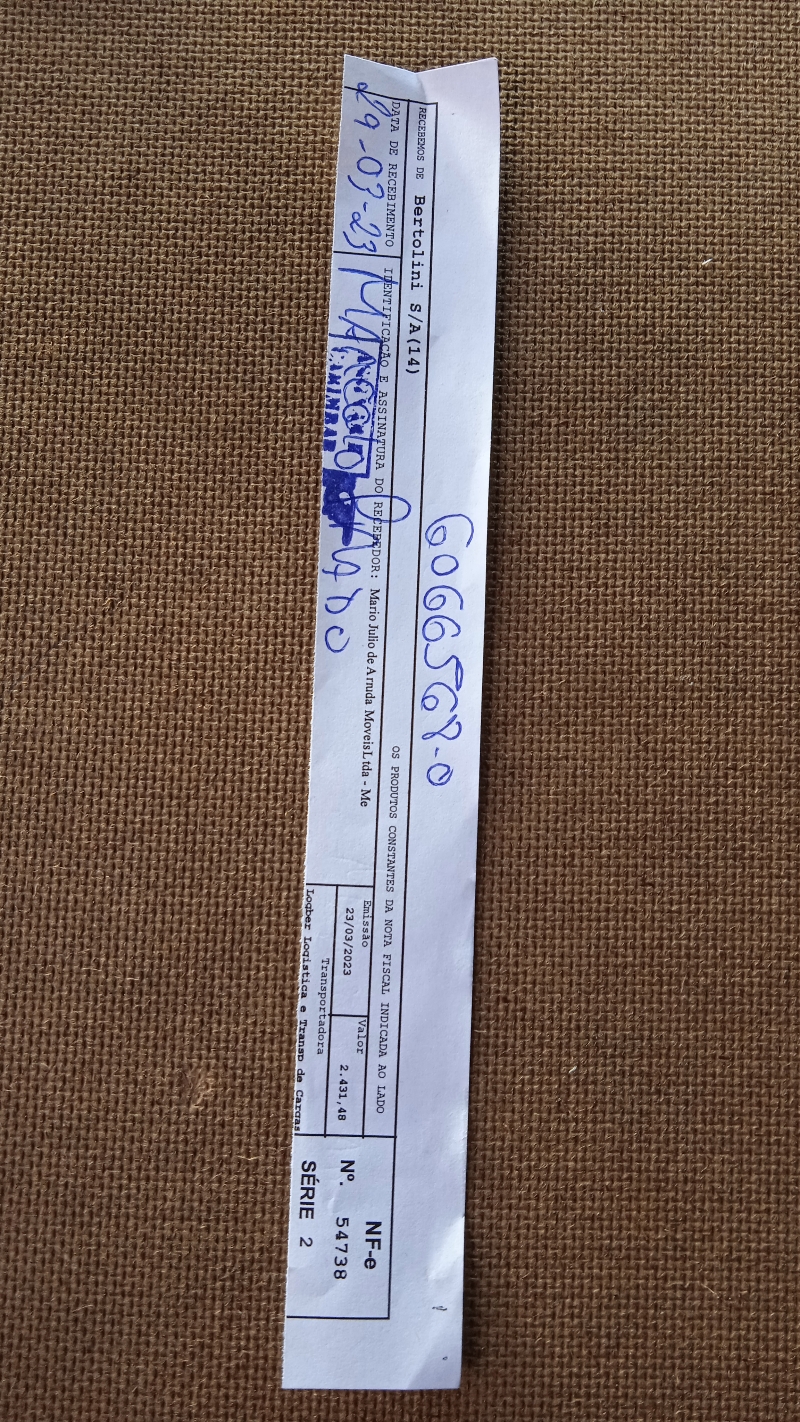 6066568-0
RECEBEMOS DE Bertolini S/A(14)
OS PRODUTOS CONSTANTES DA NOTA FISCAL INDICADA AO LADO
DATA DE RECEBIMENTO
29-03-23
IDENTIFICAÇÃO E ASSINATURA DO RECEBEDOR: Mario Julio de Arruda Moveis Ltda - Me
Emissão
23/03/2023
Valor
2.431,48
Transportadora
Logber Logistica e Transp de Cargas
NF-e
Nº. 54738
SÉRIE 2